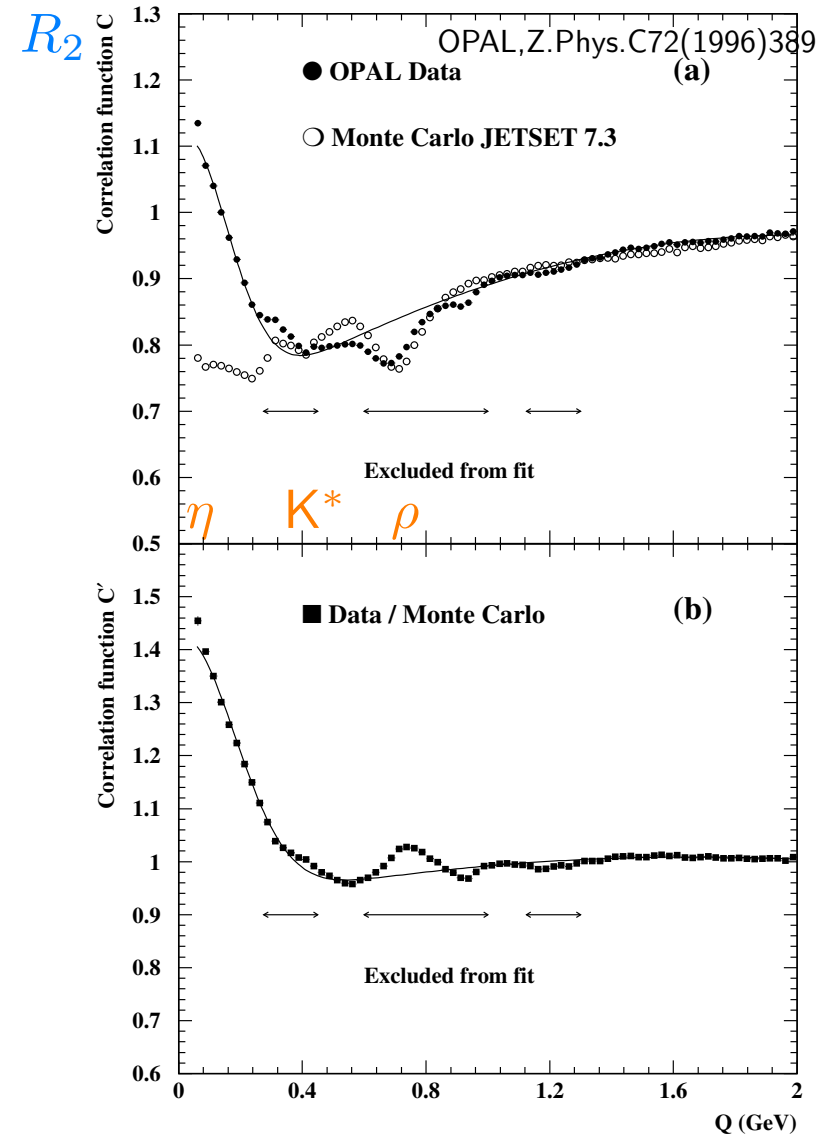 R₂
OPAL,Z.Phys.C72(1996)389
Correlation function C
1.3
1.2
1.1
1
0.9
0.8
0.7
0.6
0.5
(a)
● OPAL Data
○ Monte Carlo JETSET 7.3
Excluded from fit
η K* ρ
Correlation function C′
1.5
1.4
1.3
1.2
1.1
1
0.9
0.8
0.7
0.6
■ Data / Monte Carlo
(b)
Excluded from fit
0 0.4 0.8 1.2 1.6 2
Q (GeV)